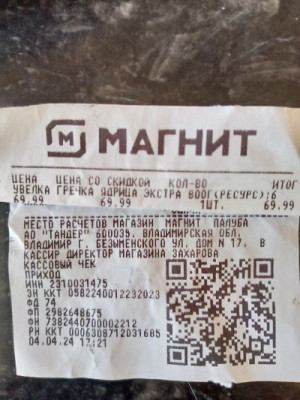 М МАГНИТ
ЦЕНА ЦЕНА СО СКИДКОЙ КОЛ-ВО ИТОГ
УВЕЛКА ГРЕЧКА ЯДРИЦА ЭКСТРА 800Г(РЕСУРС):6
69.99 69.99 1ШТ. 69.99
МЕСТО РАСЧЕТОВ МАГАЗИН МАГНИТ ПАЛУБА
АО "ТАНДЕР" 600035. ВЛАДИМИРСКАЯ ОБЛ.
ВЛАДИМИР Г. БЕЗЫМЕНСКОГО УЛ. ДОМ N 17. В
КАССИР ДИРЕКТОР МАГАЗИНА ЗАХАРОВА
КАССОВЫЙ ЧЕК
ПРИХОД
ИНН 2310031475
ЗН ККТ 0582240012232023
ФД 74
ФП 2982648675
ФН 7382440700002212
РН ККТ 0006308712031685
04.04.24 17:21